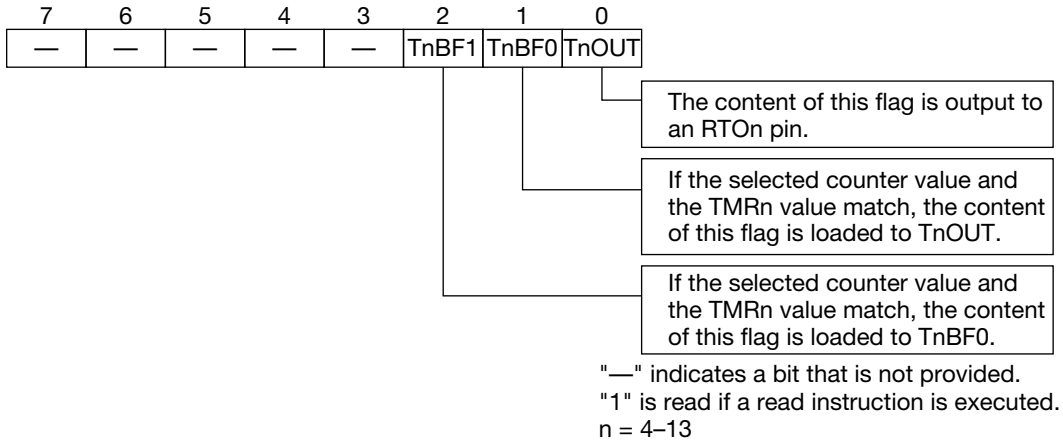 7 6 5 4 3 2 1 0
— — — — — TnBF1 TnBF0 TnOUT
The content of this flag is output to
an RTOn pin.
If the selected counter value and
the TMRn value match, the content
of this flag is loaded to TnOUT.
If the selected counter value and
the TMRn value match, the content
of this flag is loaded to TnBF0.
"—" indicates a bit that is not provided.
"1" is read if a read instruction is executed.
n = 4–13